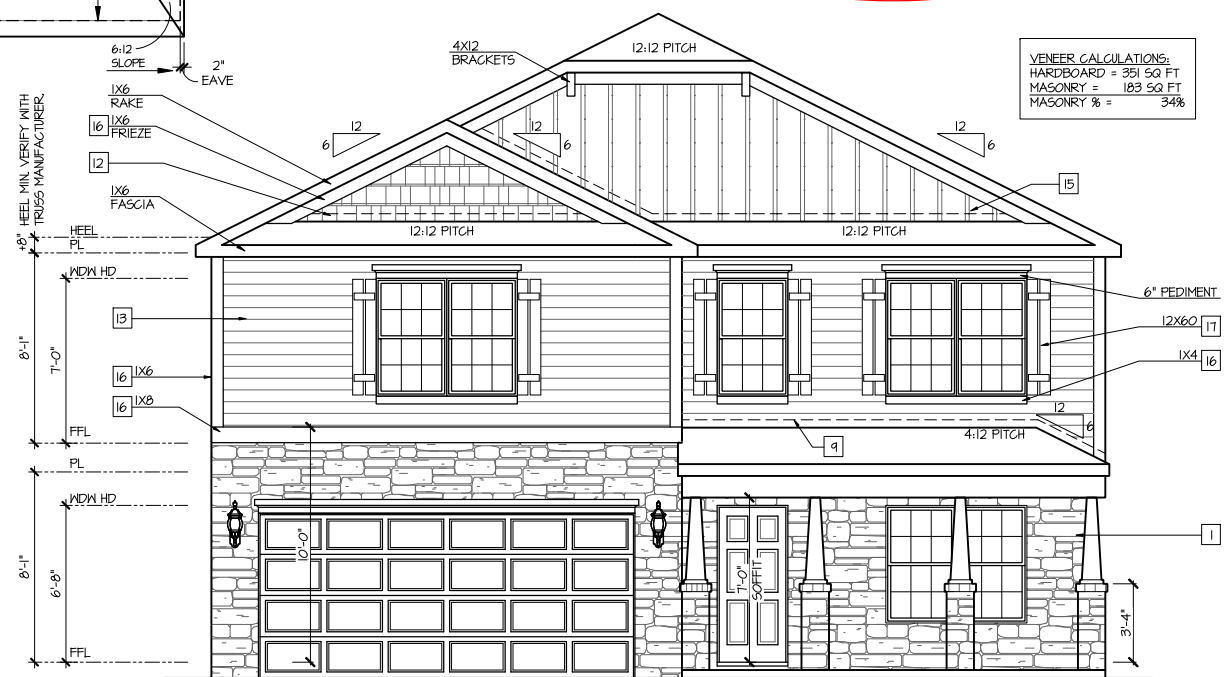 6:12
SLOPE
2"
EAVE
4X12
BRACKETS
12:12 PITCH
VENEER CALCULATIONS:
HARDBOARD = 351 SQ FT
MASONRY = 183 SQ FT
MASONRY % = 34%
+8" HEEL MIN. VERIFY WITH
TRUSS MANUFACTURER.
1X6
RAKE
16 1X6
FRIEZE
12
1X6
FASCIA
12
6
12
6
12
6
15
HEEL
PL
12:12 PITCH
12:12 PITCH
WDW HD
6" PEDIMENT
13
12X60 17
8'-1"
7'-0"
1X4 16
16 1X6
16 1X8
12
6
FFL
9
4:12 PITCH
PL
WDW HD
1
10'-0"
8'-1"
6'-8"
7'-0"
SOFFIT
3'-4"
FFL